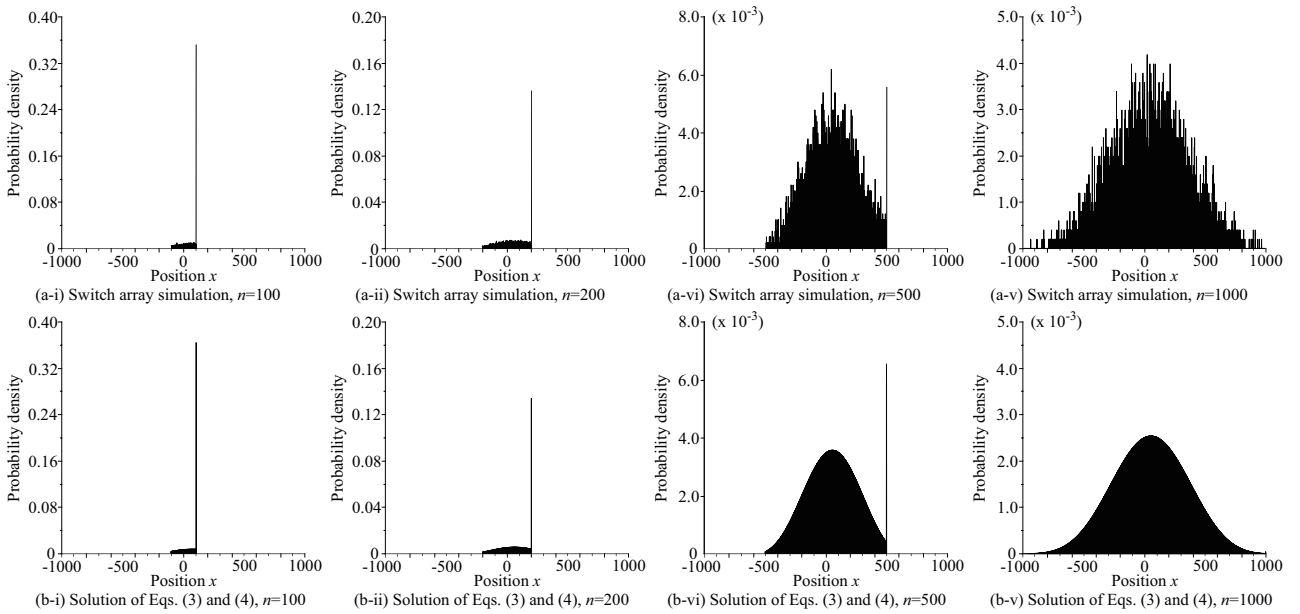 0.40 0.20 8.0 (x 10-3) 5.0 (x 10-3)
0.32 0.16 4.0
0.24 0.12 6.0 3.0
0.16 0.08 4.0 2.0
0.08 0.04 2.0 1.0
0 0 0 0
Probability density Probability density Probability density Probability density
-1000 -500 0 500 1000 -1000 -500 0 500 1000 -1000 -500 0 500 1000 -1000 -500 0 500 1000
Position x Position x Position x Position x
(a-i) Switch array simulation, n=100 (a-ii) Switch array simulation, n=200 (a-vi) Switch array simulation, n=500 (a-v) Switch array simulation, n=1000
0.40 0.20 8.0 (x 10-3) 5.0 (x 10-3)
0.32 0.16 4.0
0.24 0.12 6.0 3.0
0.16 0.08 4.0 2.0
0.08 0.04 2.0 1.0
0 0 0 0
Probability density Probability density Probability density Probability density
-1000 -500 0 500 1000 -1000 -500 0 500 1000 -1000 -500 0 500 1000 -1000 -500 0 500 1000
Position x Position x Position x Position x
(b-i) Solution of Eqs. (3) and (4), n=100 (b-ii) Solution of Eqs. (3) and (4), n=200 (b-vi) Solution of Eqs. (3) and (4), n=500 (b-v) Solution of Eqs. (3) and (4), n=1000